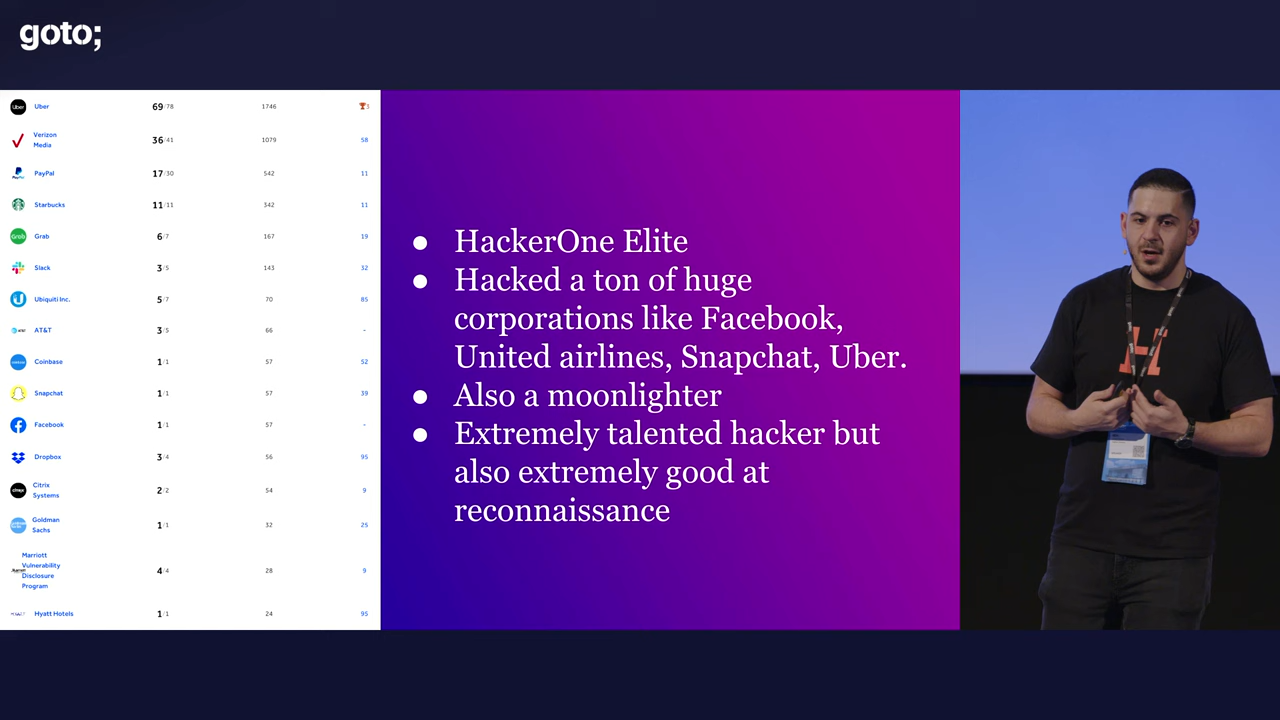 goto;
Uber 69/78 1746 3
Verizon
Media
36/41 1079 58
PayPal 17/30 542 11
Starbucks 11/11 342 11
Grab 6/7 167 19
Slack 3/5 143 32
Ubiquiti Inc. 5/7 70 85
AT&T 3/5 66 -
Coinbase 1/1 57 52
Snapchat 1/1 57 39
Facebook 1/1 57 -
Dropbox 3/4 56 95
Citrix
Systems
2/2 54 9
Goldman
Sachs
1/1 32 25
Marriott
Vulnerability
Disclosure
Program
4/4 28 9
Hyatt Hotels 1/1 24 95
● HackerOne Elite
● Hacked a ton of huge
corporations like Facebook,
United airlines, Snapchat, Uber.
● Also a moonlighter
● Extremely talented hacker but
also extremely good at
reconnaissance